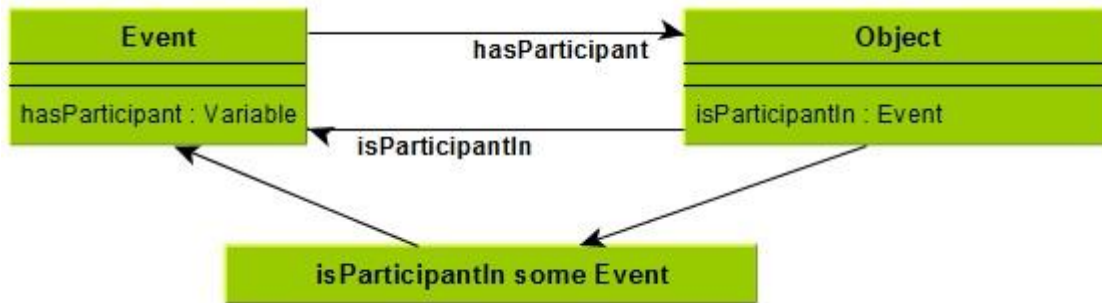 Event
hasParticipant
Object
hasParticipant : Variable
isParticipantIn : Event
isParticipantIn
isParticipantIn some Event